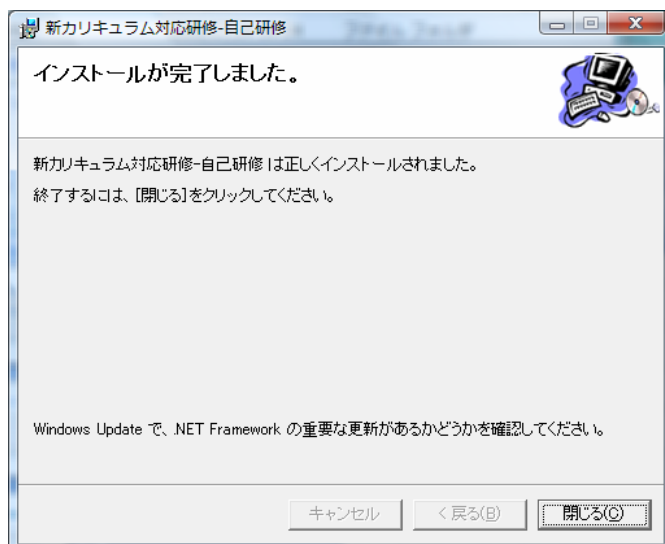 新カリキュラム対応研修-自己研修
インストールが完了しました。
新カリキュラム対応研修-自己研修 は正しくインストールされました。
終了するには、[閉じる]をクリックしてください。
Windows Update で、.NET Framework の重要な更新があるかどうかを確認してください。
キャンセル
< 戻る(B)
閉じる(C)